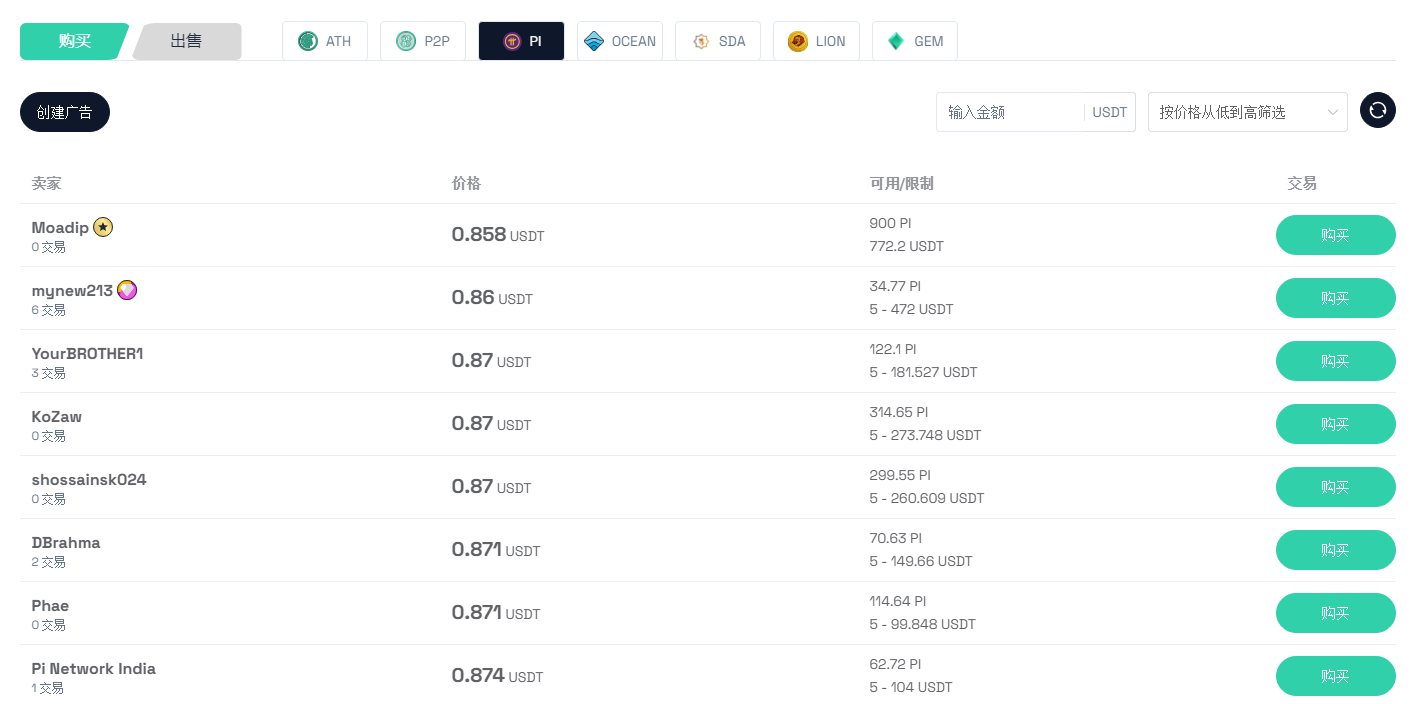 购买 出售 ATH P2P PI OCEAN SDA LION GEM
创建广告 输入金额 USDT 按价格从低到高筛选
卖家 价格 可用/限制 交易
Moadip
0 交易
0.858 USDT
900 PI
772.2 USDT
购买
mynew213
6 交易
0.86 USDT
34.77 PI
5 - 472 USDT
购买
YourBROTHER1
3 交易
0.87 USDT
122.1 PI
5 - 181.527 USDT
购买
KoZaw
0 交易
0.87 USDT
314.65 PI
5 - 273.748 USDT
购买
shossainsk024
0 交易
0.87 USDT
299.55 PI
5 - 260.609 USDT
购买
DBrahma
2 交易
0.871 USDT
70.63 PI
5 - 149.66 USDT
购买
Phae
0 交易
0.871 USDT
114.64 PI
5 - 99.848 USDT
购买
Pi Network India
1 交易
0.874 USDT
62.72 PI
5 - 104 USDT
购买